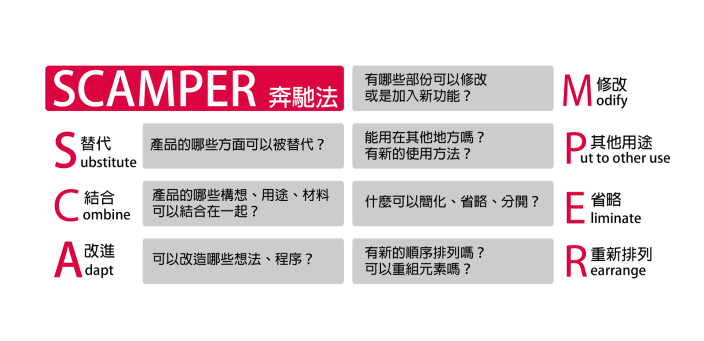 SCAMPER 奔馳法
有哪些部份可以修改
或是加入新功能？
M 修改
odify
S 替代
ubstitute
產品的哪些方面可以被替代？
能用在其他地方嗎？
有新的使用方法？
P 其他用途
ut to other use
C 結合
ombine
產品的哪些構想、用途、材料
可以結合在一起？
什麼可以簡化、省略、分開？
E 省略
liminate
A 改進
dapt
可以改造哪些想法、程序？
有新的順序排列嗎？
可以重組元素嗎？
R 重新排列
earrange